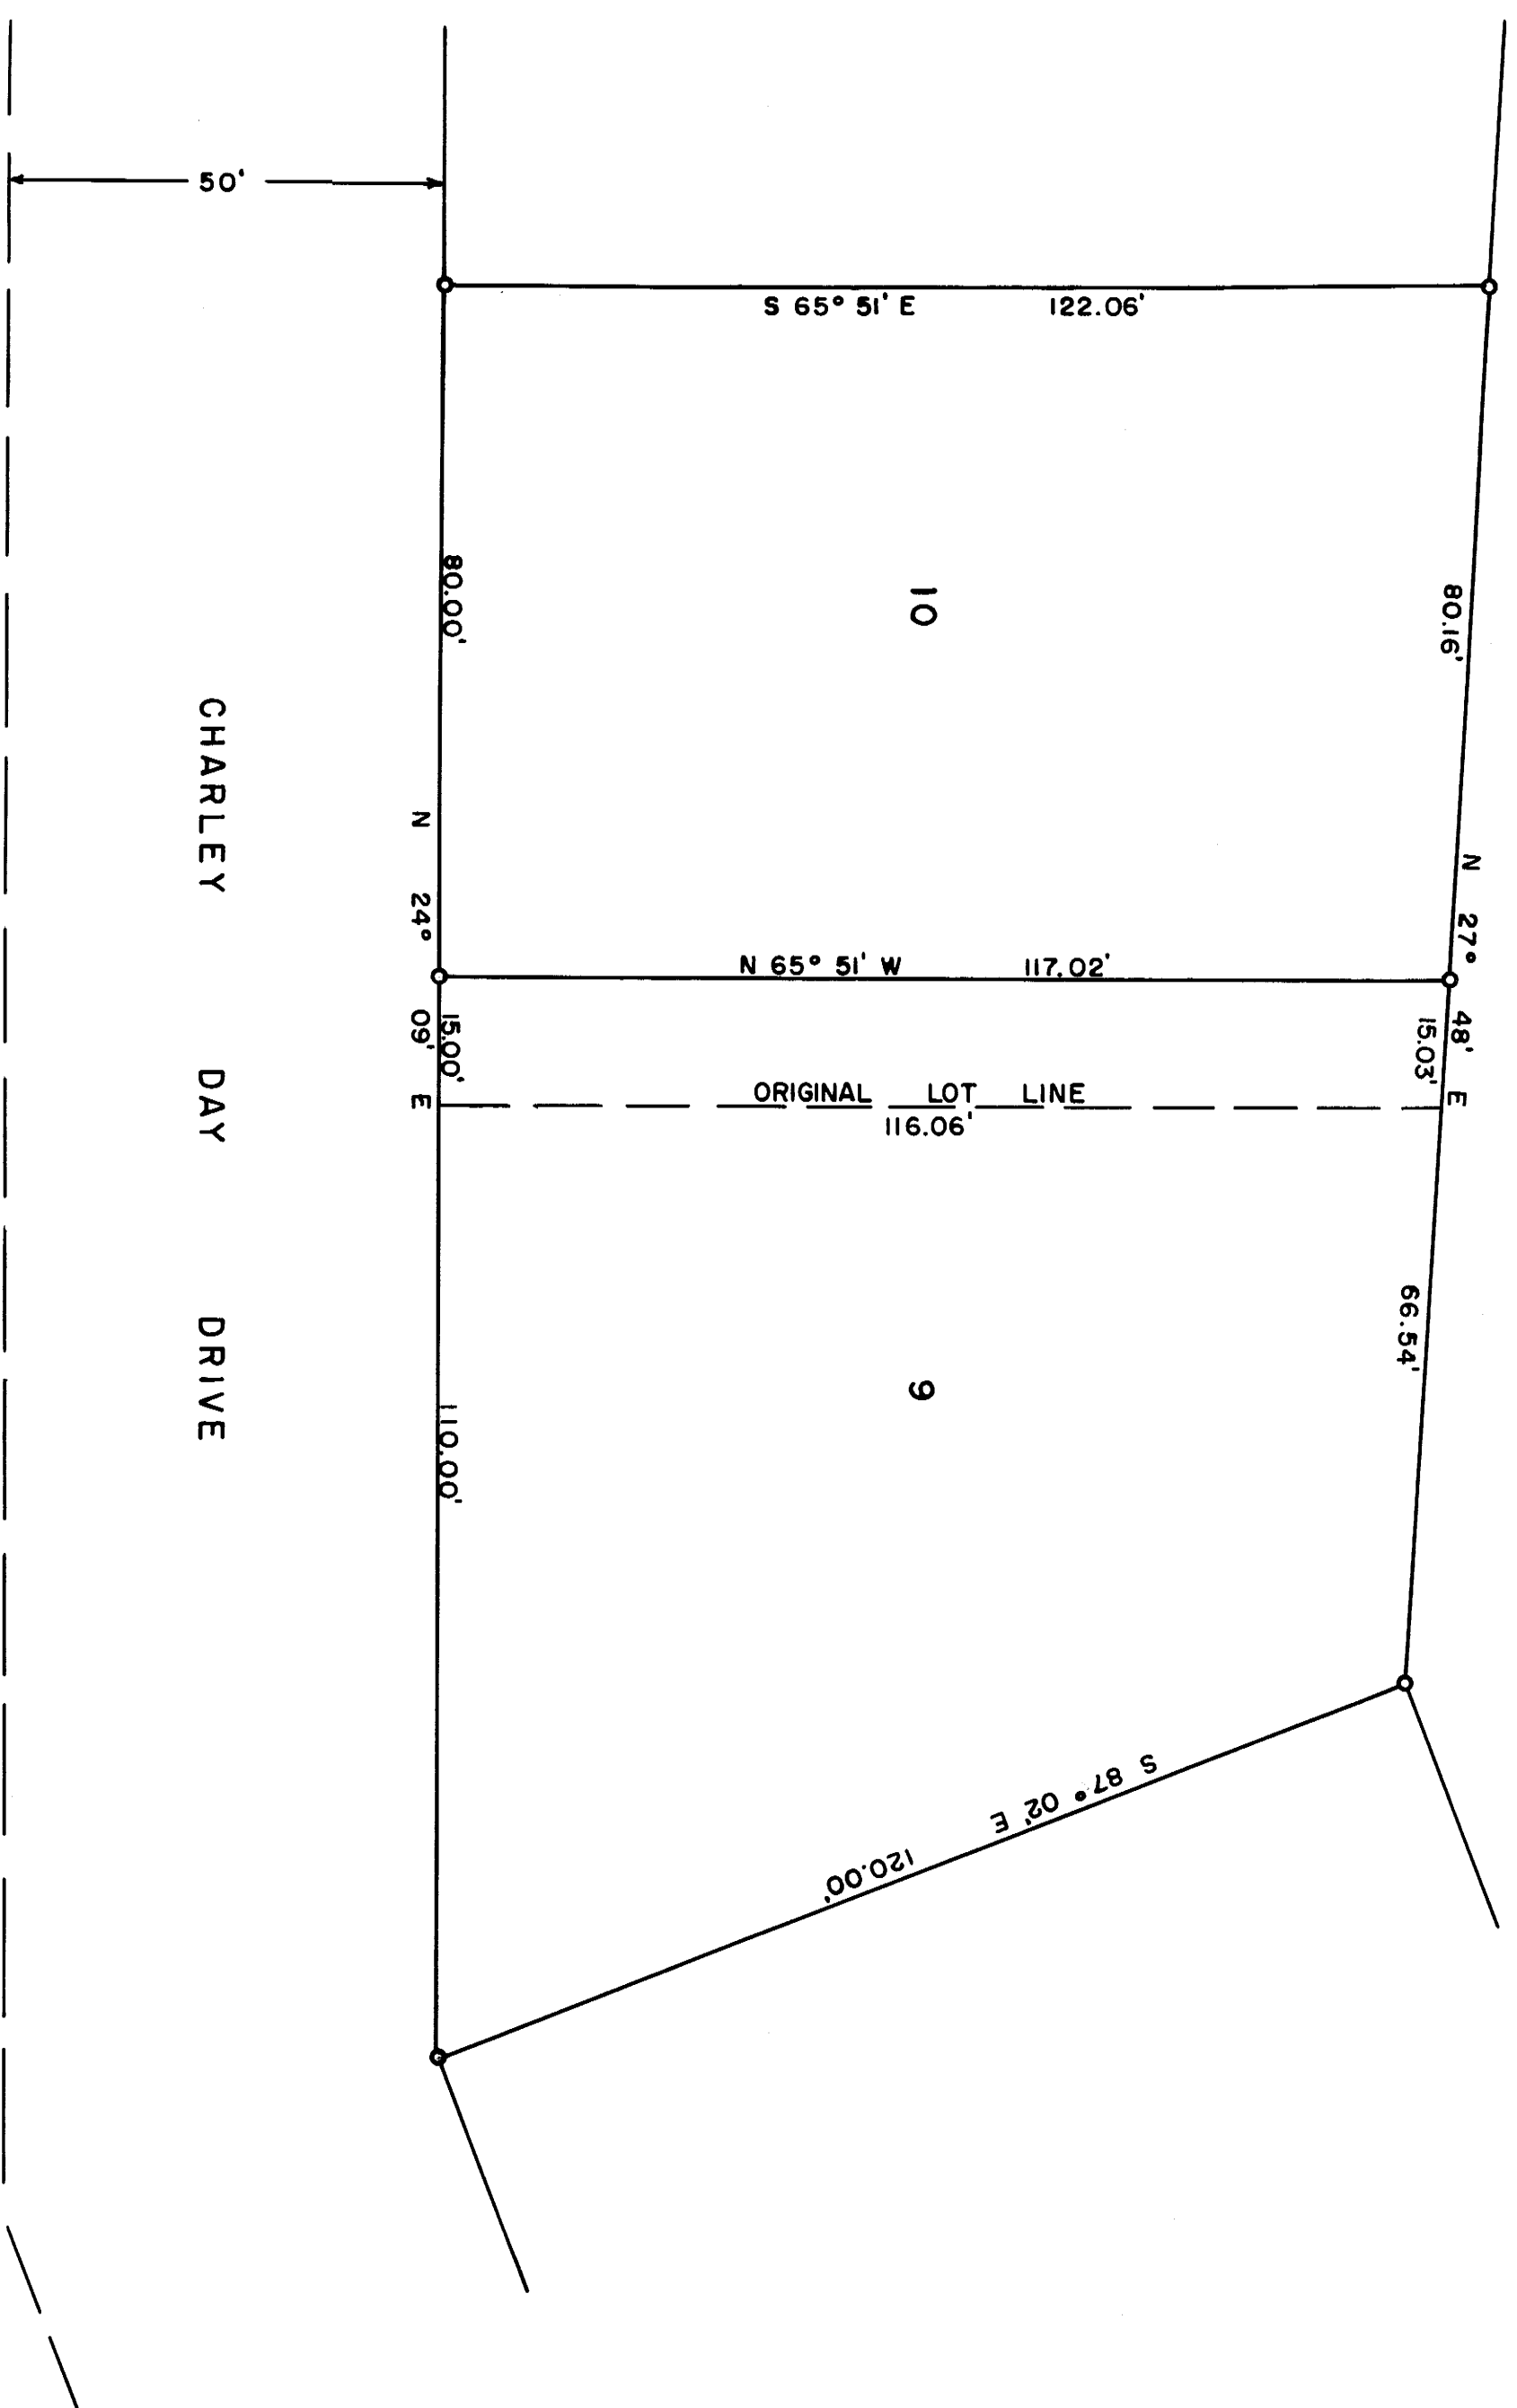 50'
S 65° 51' E 122.06'
80.00'
10
80.16'
N 27° 48' E
CHARLEY DAY DRIVE
N 24° 09' E
N 65° 51' W 117.02'
15.00'
15.03'
ORIGINAL LOT LINE
116.06'
66.54'
9
110.00'
S 87° 02' E
120.00'